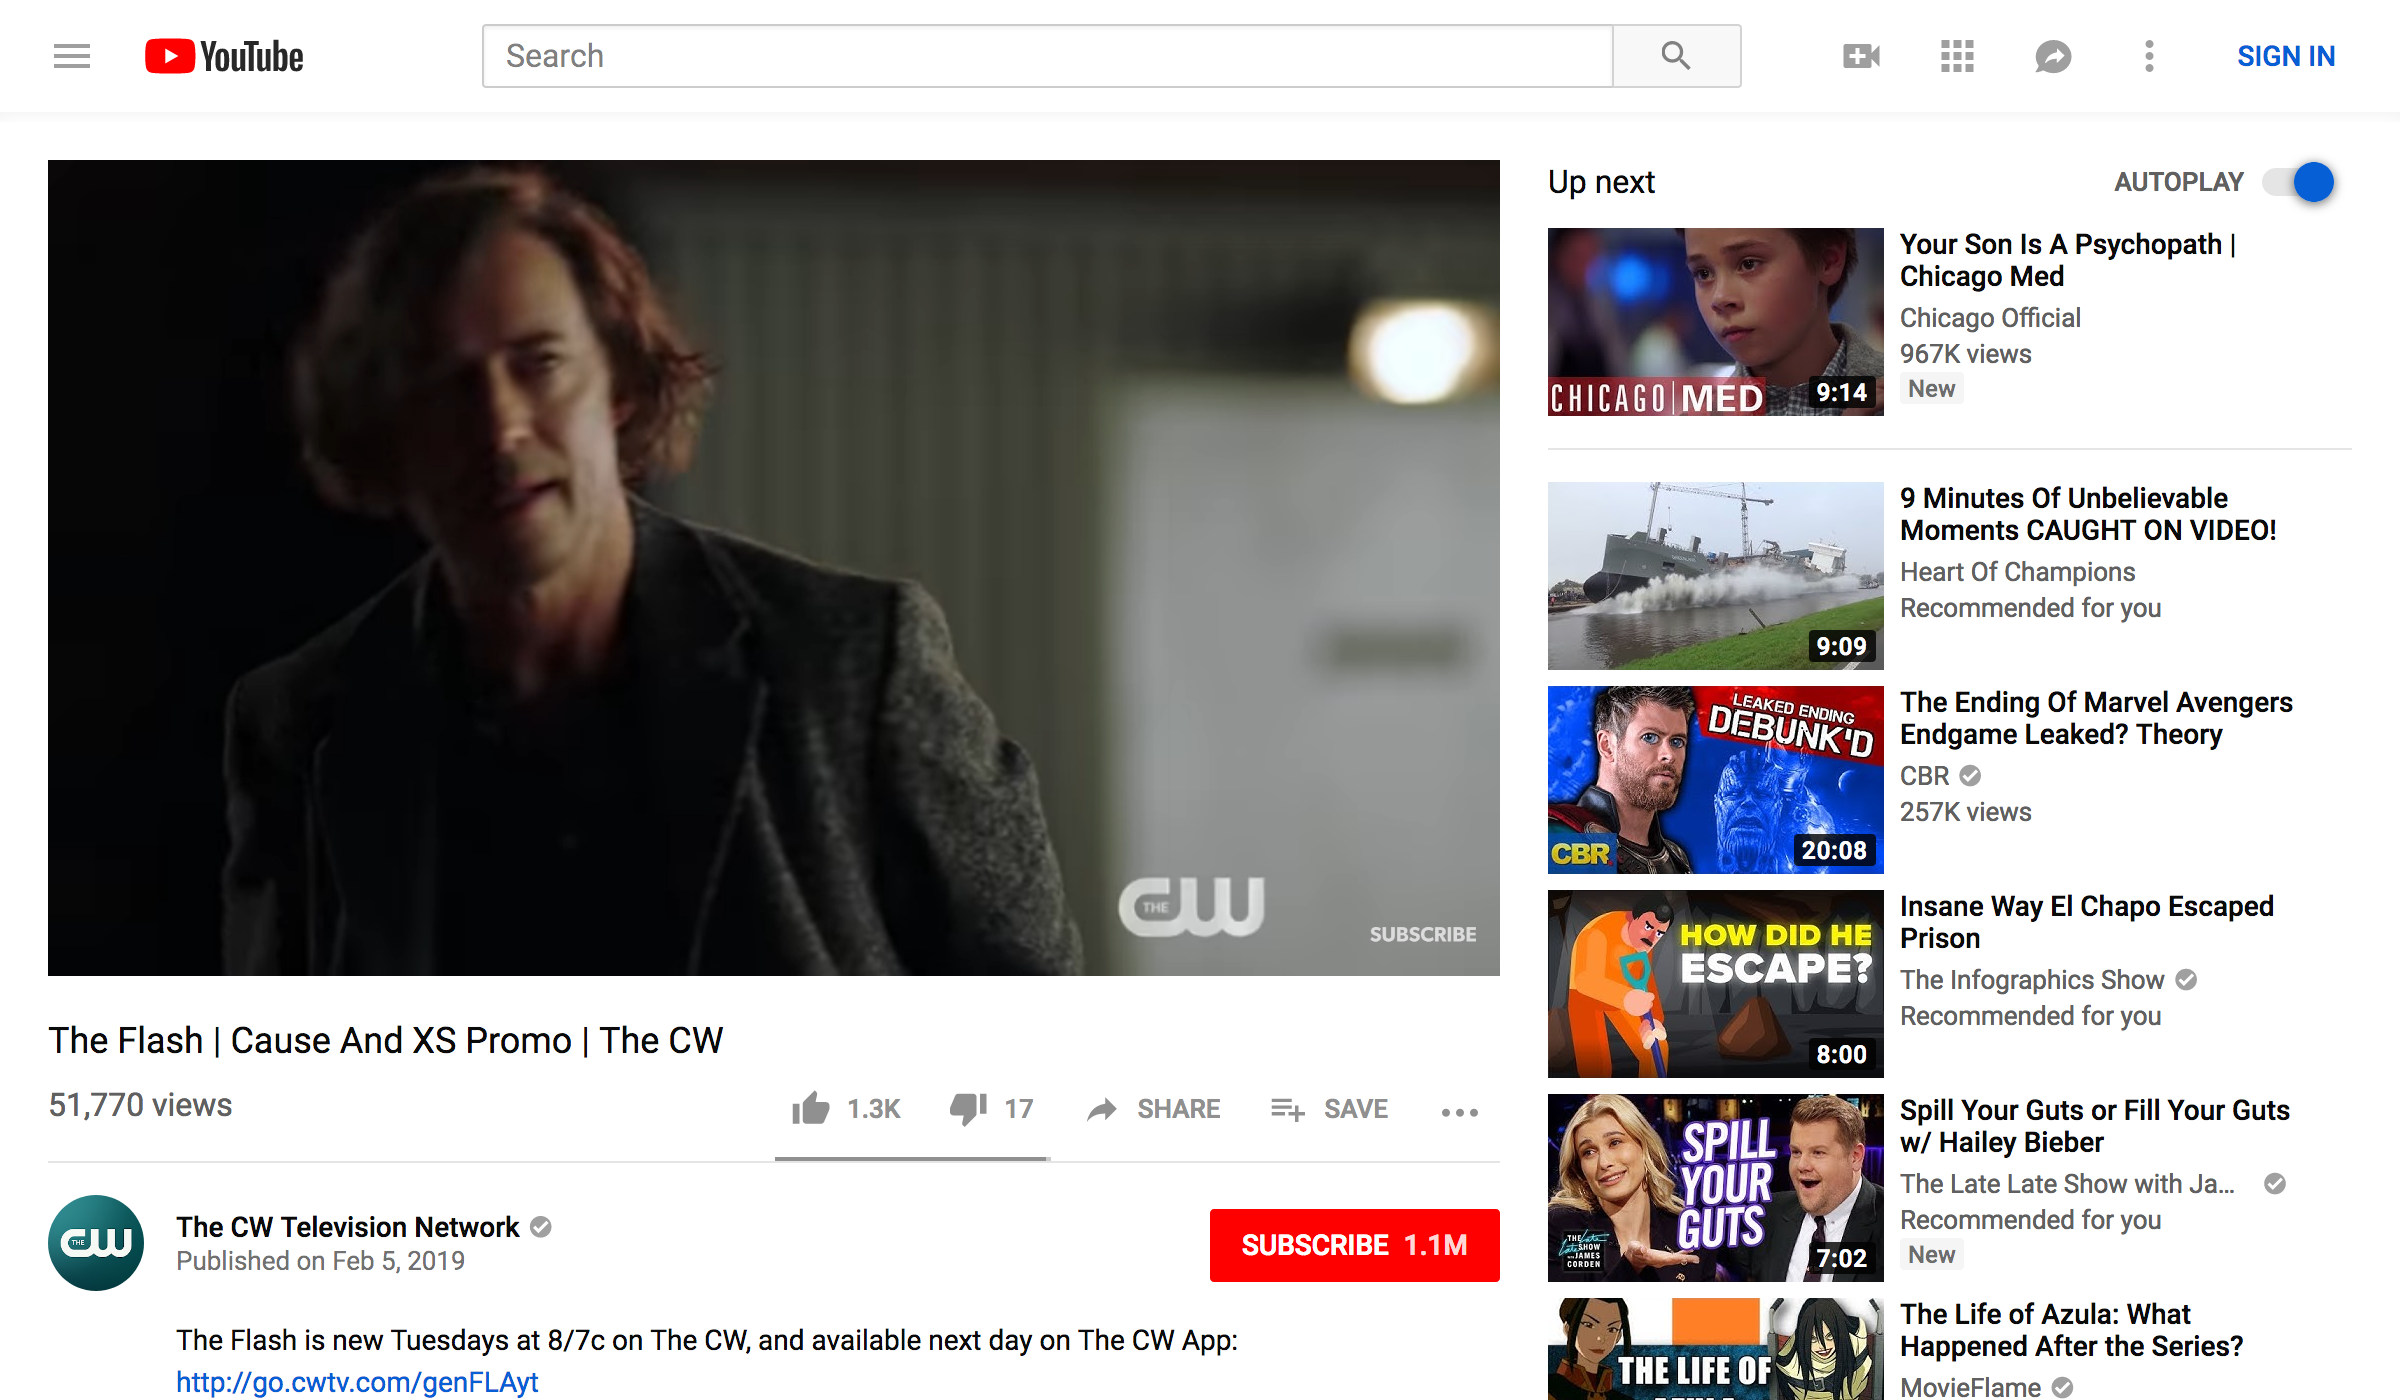 YouTube
Search
SIGN IN
THE CW
SUBSCRIBE
The Flash | Cause And XS Promo | The CW
51,770 views
1.3K
17
SHARE
SAVE
THE CW
The CW Television Network
Published on Feb 5, 2019
SUBSCRIBE 1.1M
The Flash is new Tuesdays at 8/7c on The CW, and available next day on The CW App:
http://go.cwtv.com/genFLAyt
Up next
AUTOPLAY
CHICAGO | MED
9:14
Your Son Is A Psychopath |
Chicago Med
Chicago Official
967K views
New
9:09
9 Minutes Of Unbelievable
Moments CAUGHT ON VIDEO!
Heart Of Champions
Recommended for you
LEAKED ENDING
DEBUNK'D
CBR
20:08
The Ending Of Marvel Avengers
Endgame Leaked? Theory
CBR
257K views
HOW DID HE
ESCAPE?
8:00
Insane Way El Chapo Escaped
Prison
The Infographics Show
Recommended for you
SPILL
YOUR
GUTS
THE Late
Late SHOW
JAMES
CORDEN
7:02
Spill Your Guts or Fill Your Guts
w/ Hailey Bieber
The Late Late Show with Ja...
Recommended for you
New
THE LIFE OF
The Life of Azula: What
Happened After the Series?
MovieFlame